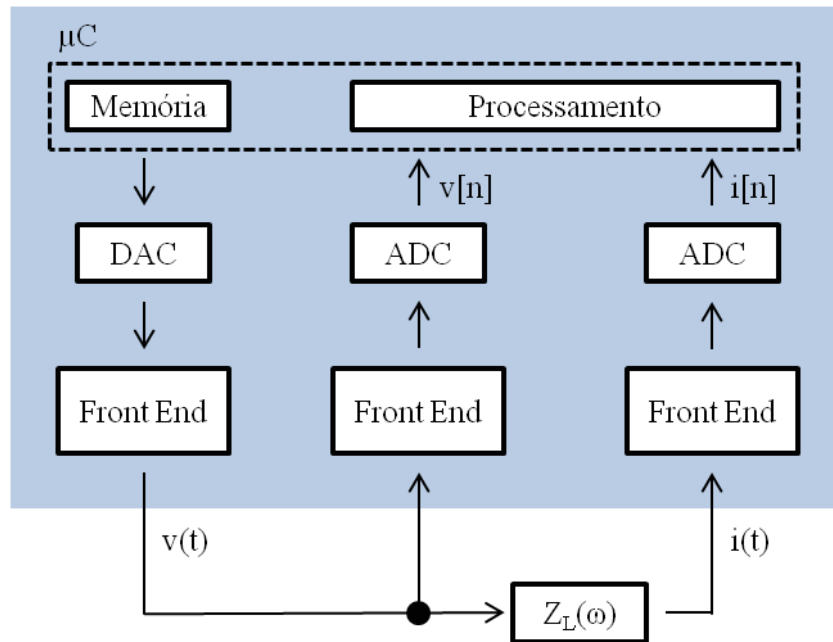 μC
Memória
Processamento
v[n]
i[n]
DAC
ADC
ADC
Front End
Front End
Front End
v(t)
i(t)
Z_L(ω)